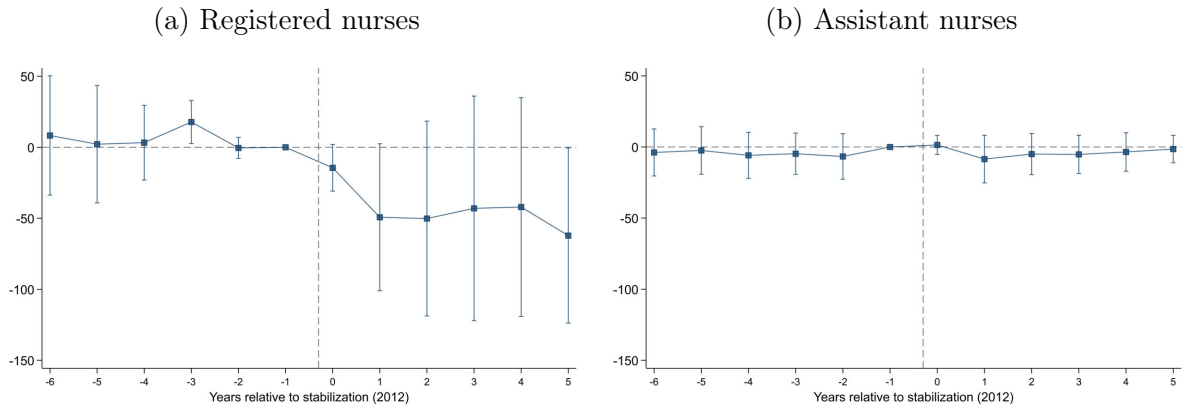 (a) Registered nurses
50
0
-50
-100
-150
-6 -5 -4 -3 -2 -1 0 1 2 3 4 5
Years relative to stabilization (2012)
(b) Assistant nurses
50
0
-50
-100
-150
-6 -5 -4 -3 -2 -1 0 1 2 3 4 5
Years relative to stabilization (2012)